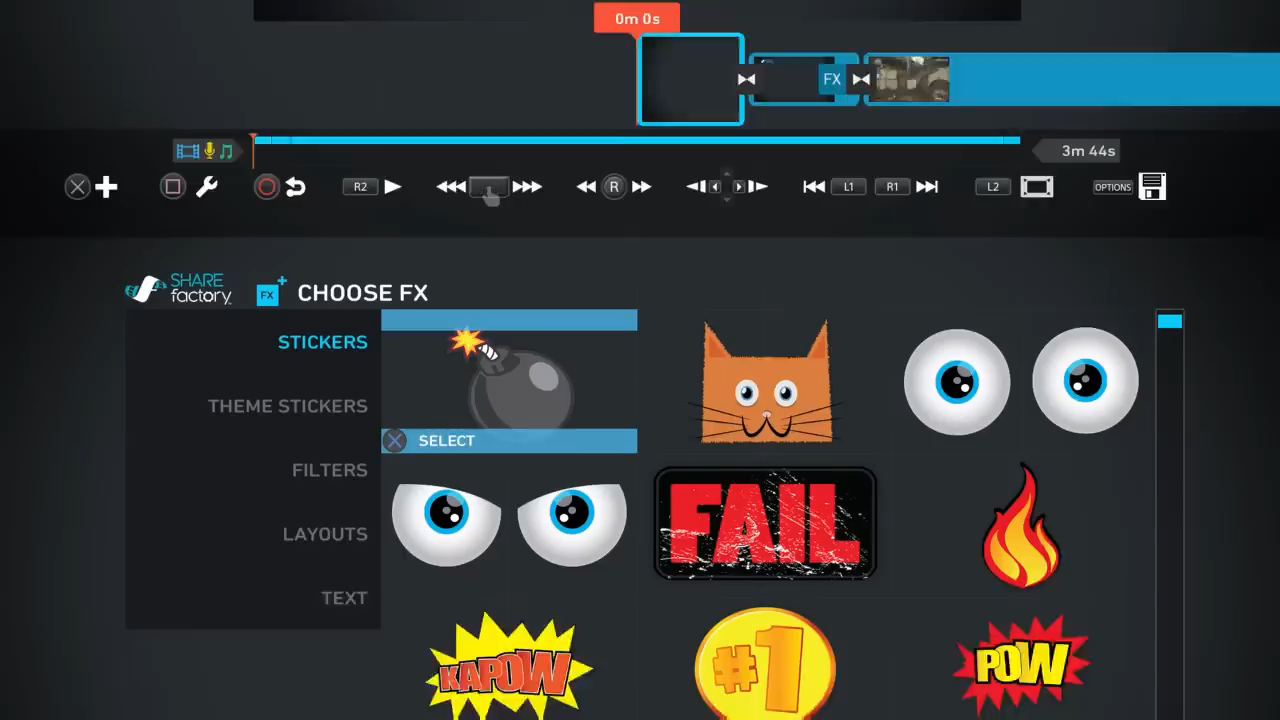 0m 0s
FX
3m 44s
R2
R
L1
R1
L2
OPTIONS
SHARE
factory
FX
CHOOSE FX
STICKERS
THEME STICKERS
FILTERS
LAYOUTS
TEXT
SELECT
FAIL
KAPOW
#1
POW